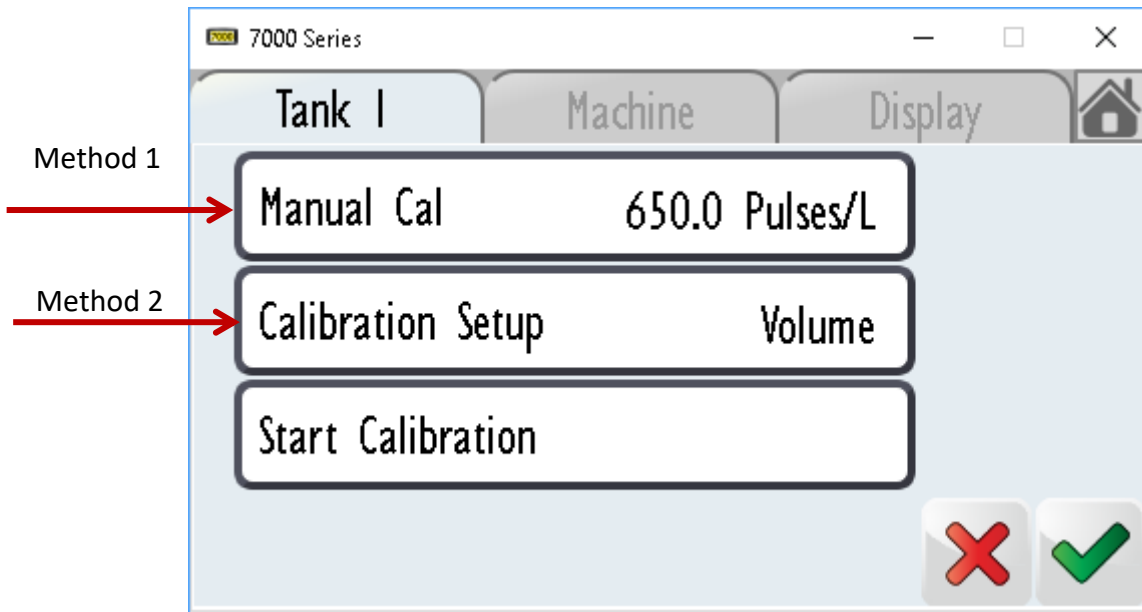 7000 7000 Series
Tank 1 Machine Display
Method 1
Manual Cal 650.0 Pulses/L
Method 2
Calibration Setup Volume
Start Calibration